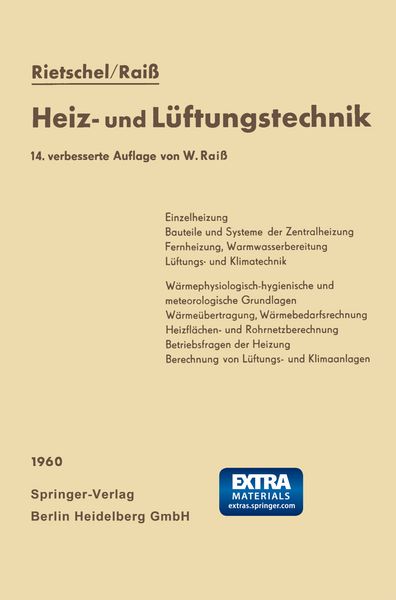 Rietschel/Raiß
Heiz- und Lüftungstechnik
14. verbesserte Auflage von W. Raiß
Einzelheizung
Bauteile und Systeme der Zentralheizung
Fernheizung, Warmwasserbereitung
Lüftungs- und Klimatechnik
Wärmephysiologisch-hygienische und
meteorologische Grundlagen
Wärmeübertragung, Wärmebedarfsrechnung
Heizflächen- und Rohrnetzberechnung
Betriebsfragen der Heizung
Berechnung von Lüftungs- und Klimaanlagen
1960
Springer-Verlag
Berlin Heidelberg GmbH
EXTRA
MATERIALS
extras.springer.com